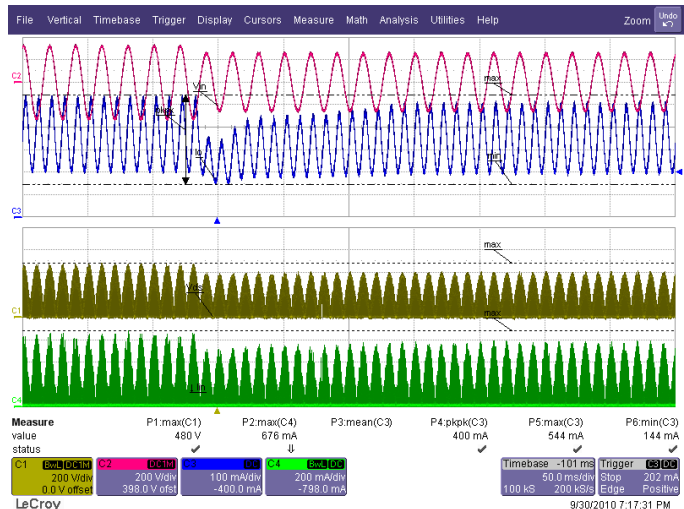 File Vertical Timebase Trigger Display Cursors Measure Math Analysis Utilities Help Zoom Undo
C2
Vin
max
pkpk
Io
min
C3
max
Vds
C1
max
I_in
C4
Measure P1:max(C1) P2:max(C4) P3:mean(C3) P4:pkpk(C3) P5:max(C3) P6:min(C3)
value 480 V 676 mA 400 mA 544 mA 144 mA
status
C1 BwL DC1M
200 V/div
0.0 V offset
C2 DC1M
200 V/div
398.0 V ofst
C3 DC
100 mA/div
-400.0 mA
C4 BwL DC
200 mA/div
-798.0 mA
Timebase -101 ms
50.0 ms/div
100 kS 200 kS/s
Trigger C3 DC
Stop 202 mA
Edge Positive
LeCroy
9/30/2010 7:17:31 PM